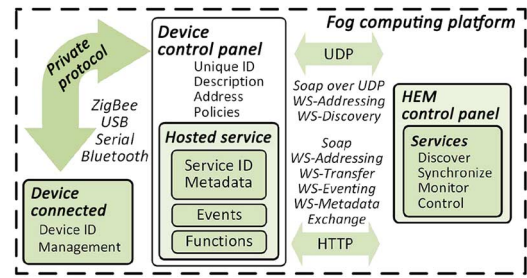 Fog computing platform
Private
protocol
ZigBee
USB
Serial
Bluetooth
Device
connected
Device ID
Management
Device
control panel
Unique ID
Description
Address
Policies
Hosted service
Service ID
Metadata
Events
Functions
UDP
Soap over UDP
WS-Addressing
WS-Discovery
Soap
WS-Addressing
WS-Transfer
WS-Eventing
WS-Metadata
Exchange
HTTP
HEM
control panel
Services
Discover
Synchronize
Monitor
Control